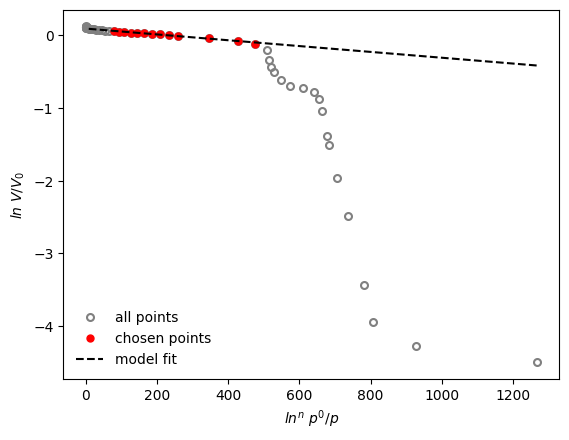 0
−1
−2
−3
−4
ln V/V₀
all points
chosen points
model fit
0 200 400 600 800 1000 1200
lnⁿ p⁰/p